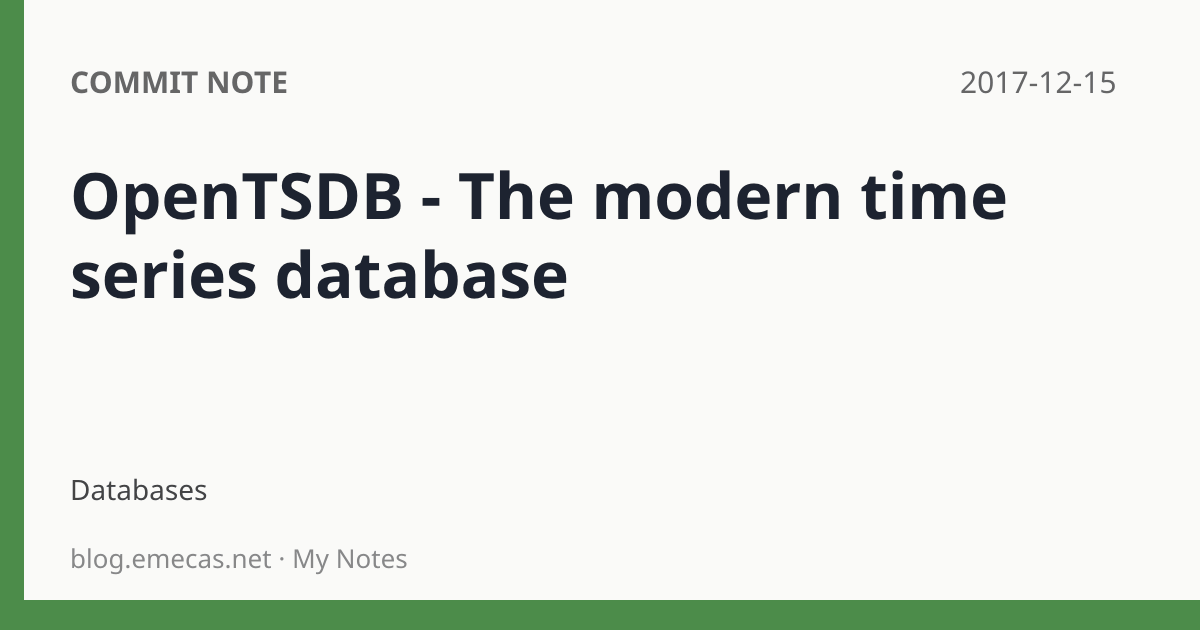 COMMIT NOTE
2017-12-15
OpenTSDB - The modern time
series database
Databases
blog.emecas.net · My Notes